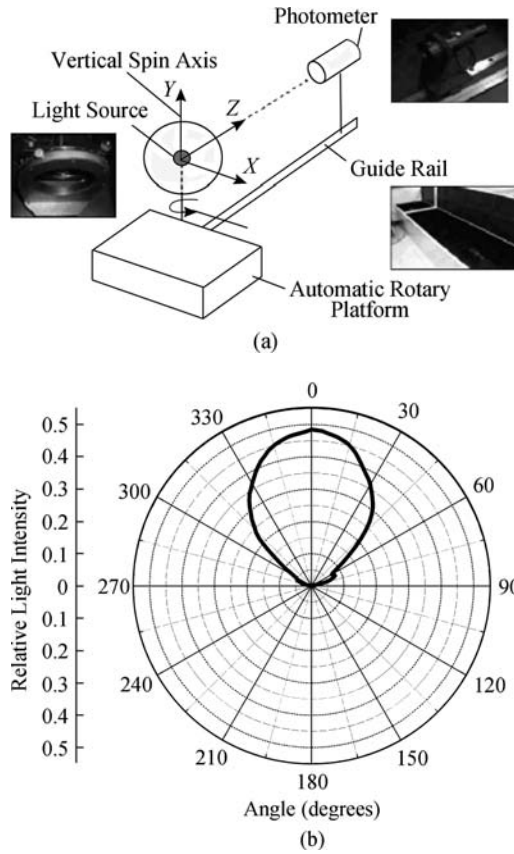 Photometer
Vertical Spin Axis
Y
Light Source
Z
X
Guide Rail
Automatic Rotary
Platform
(a)
0
330
30
300
60
270
90
240
120
210
150
180
0.5
0.4
0.3
0.2
0.1
0
0.1
0.2
0.3
0.4
0.5
Relative Light Intensity
Angle (degrees)
(b)